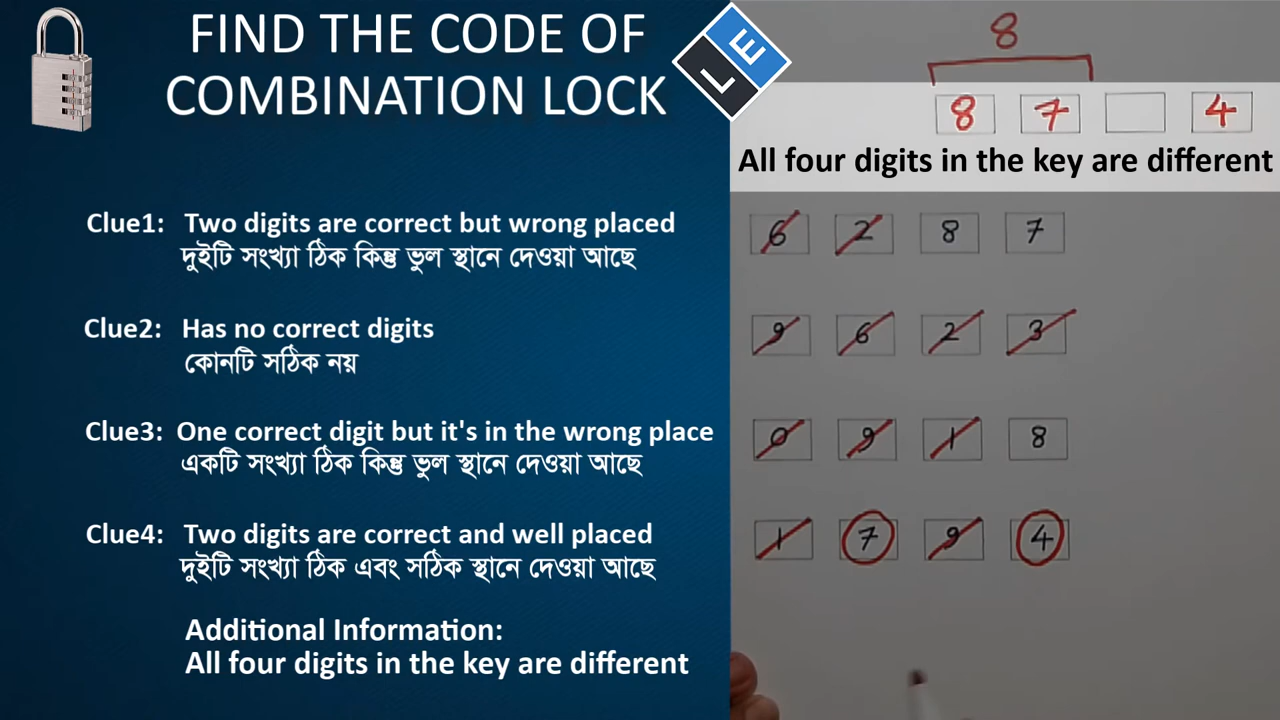 FIND THE CODE OF
COMBINATION LOCK
LE
8
8 7 4
All four digits in the key are different
Clue1: Two digits are correct but wrong placed
দুইটি সংখ্যা ঠিক কিন্তু ভুল স্থানে দেওয়া আছে
6 2 8 7
Clue2: Has no correct digits
কোনটি সঠিক নয়
9 6 2 3
Clue3: One correct digit but it's in the wrong place
একটি সংখ্যা ঠিক কিন্তু ভুল স্থানে দেওয়া আছে
0 9 1 8
Clue4: Two digits are correct and well placed
দুইটি সংখ্যা ঠিক এবং সঠিক স্থানে দেওয়া আছে
1 7 9 4
Additional Information:
All four digits in the key are different